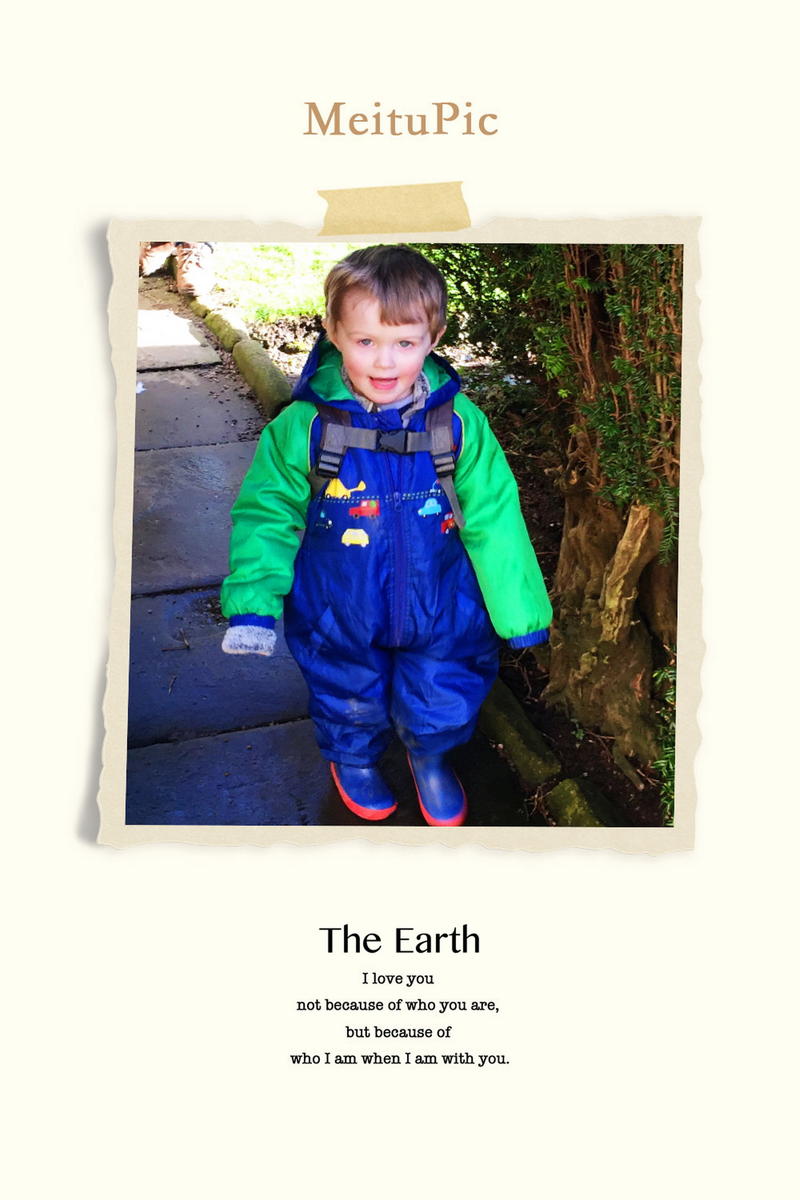 MeituPic
The Earth
I love you
not because of who you are,
but because of
who I am when I am with you.